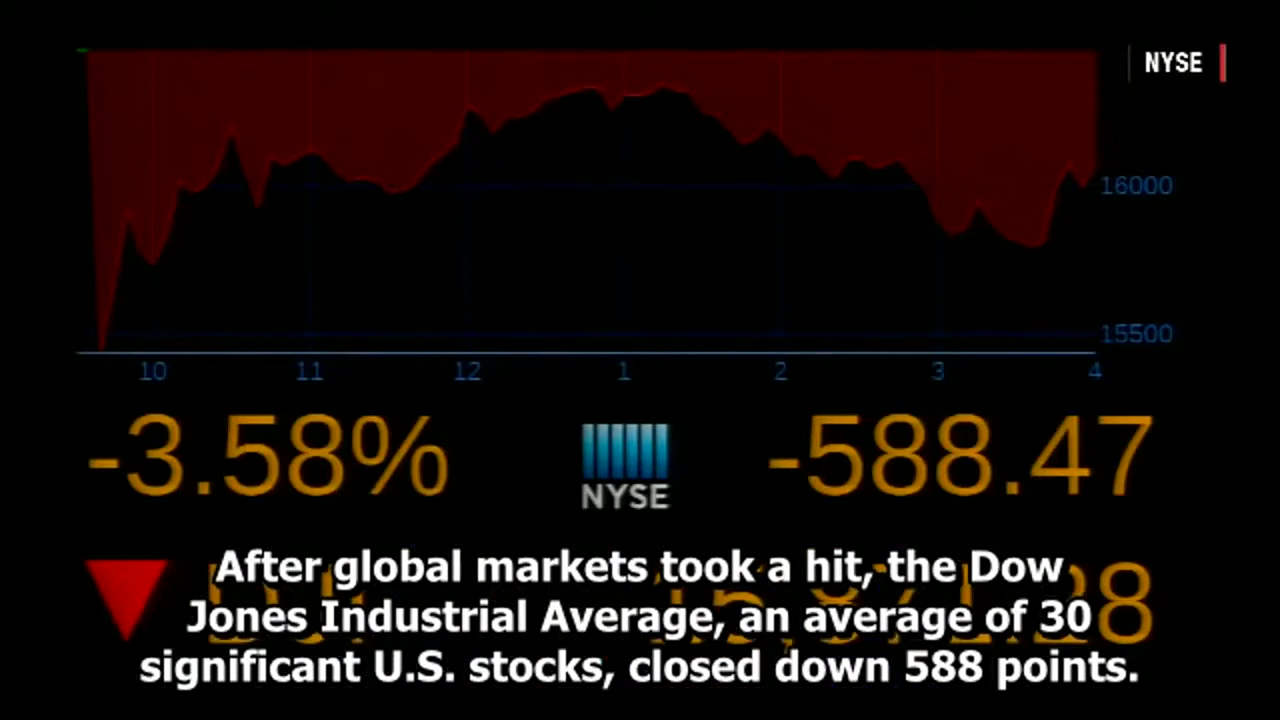 NYSE
16000
15500
10 11 12 1 2 3 4
-3.58% -588.47
NYSE
After global markets took a hit, the Dow
Jones Industrial Average, an average of 30
significant U.S. stocks, closed down 588 points.